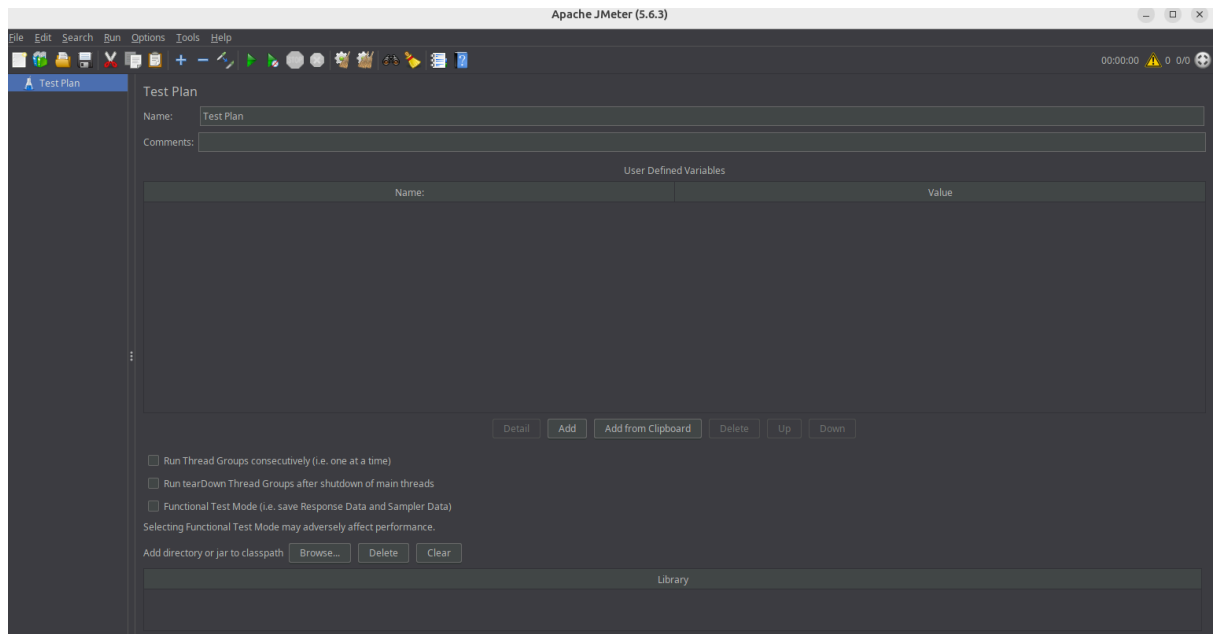 Apache JMeter (5.6.3)
File Edit Search Run Options Tools Help
00:00:00 0 0/0
Test Plan
Test Plan
Name: Test Plan
Comments:
User Defined Variables
Name: Value
Detail Add Add from Clipboard Delete Up Down
Run Thread Groups consecutively (i.e. one at a time)
Run tearDown Thread Groups after shutdown of main threads
Functional Test Mode (i.e. save Response Data and Sampler Data)
Selecting Functional Test Mode may adversely affect performance.
Add directory or jar to classpath Browse... Delete Clear
Library